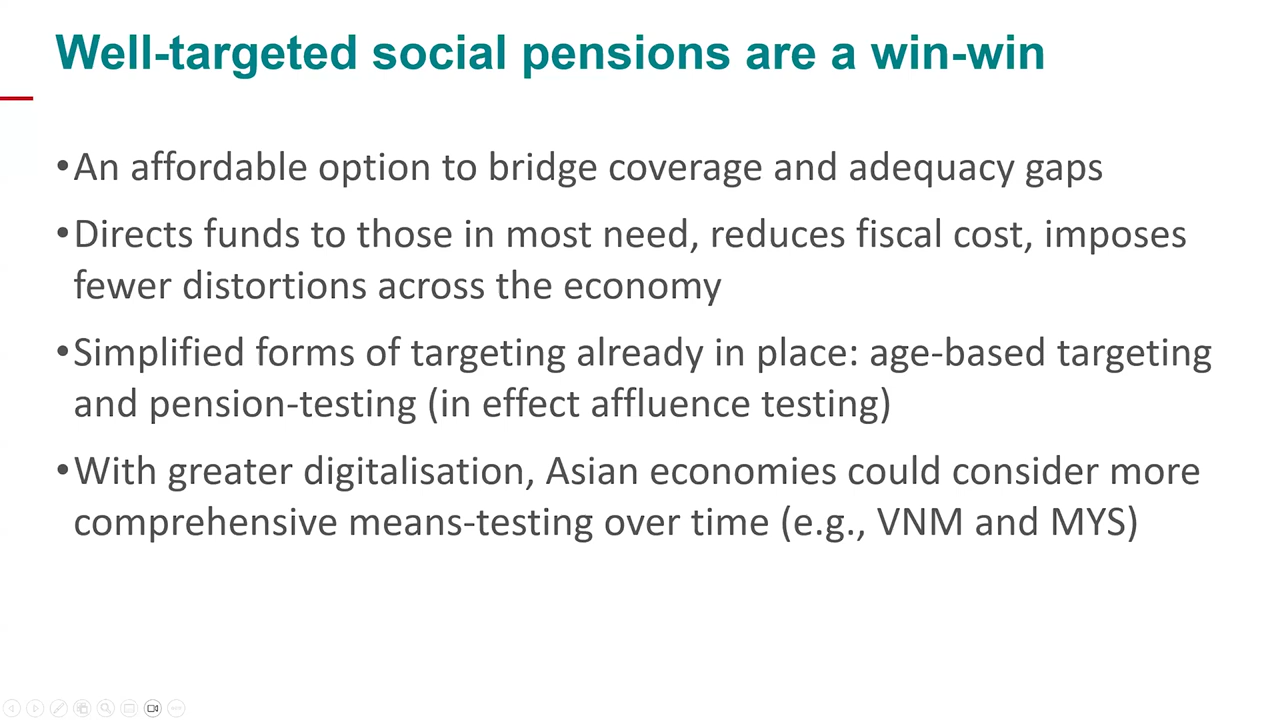 Well-targeted social pensions are a win-win
•An affordable option to bridge coverage and adequacy gaps
•Directs funds to those in most need, reduces fiscal cost, imposes
fewer distortions across the economy
•Simplified forms of targeting already in place: age-based targeting
and pension-testing (in effect affluence testing)
•With greater digitalisation, Asian economies could consider more
comprehensive means-testing over time (e.g., VNM and MYS)